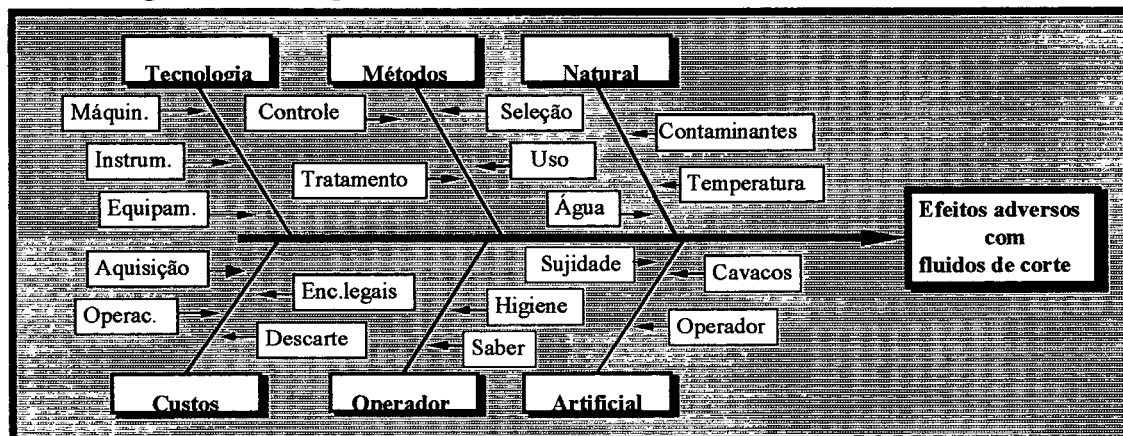 Tecnologia
Métodos
Natural
Máquin.
Controle
Seleção
Contaminantes
Instrum.
Uso
Tratamento
Temperatura
Equipam.
Água
Efeitos adversos
com
fluidos de corte
Aquisição
Sujidade
Cavacos
Enc.legais
Higiene
Operac.
Operador
Descarte
Saber
Custos
Operador
Artificial